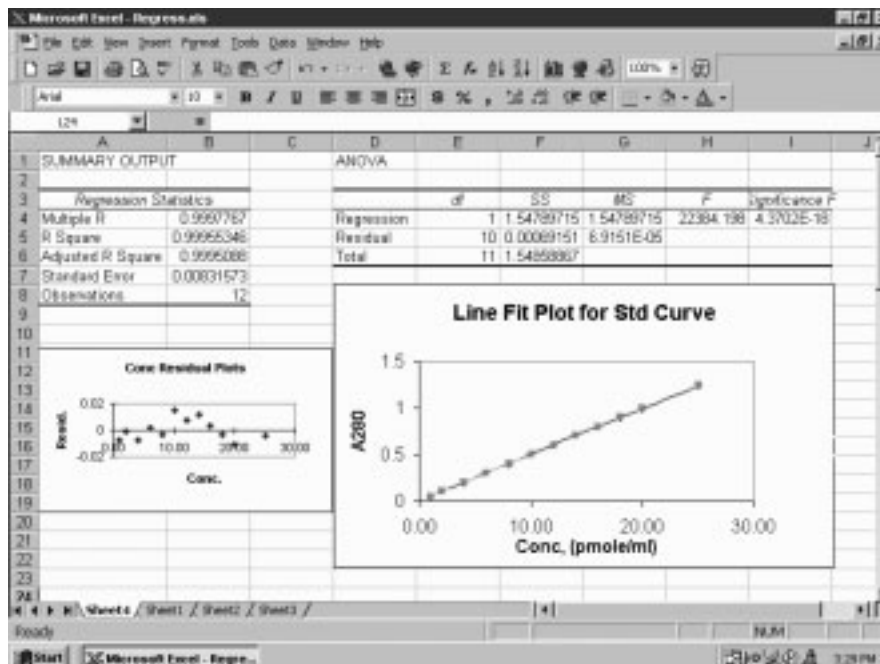 Microsoft Excel - Regress.xls
File Edit View Insert Format Tools Data Window Help
100%
Arial 10 B I U
L24 =
A B C D E F G H I J
1 SUMMARY OUTPUT ANOVA
2
3 Regression Statistics df SS MS F Significance F
4 Multiple R 0.9997767 Regression 1 1.54789715 1.54789715 22384.198 4.3702E-18
5 R Square 0.99955346 Residual 10 0.00069151 6.9151E-05
6 Adjusted R Square 0.9995088 Total 11 1.54858867
7 Standard Error 0.00831573
8 Observations 12
9
10
11
12
13
14
15
16
17
18
19
20
21
22
23
24
Cone Residual Plots
0.02
0
-0.02
0.00 10.00 20.00 30.00
Resid.
Conc.
Line Fit Plot for Std Curve
1.5
1
0.5
0
A280
0.00 10.00 20.00 30.00
Conc, (pmole/ml)
Sheet4 Sheet1 Sheet2 Sheet3
Ready NUM
Start Microsoft Excel - Regre... 3:29 PM